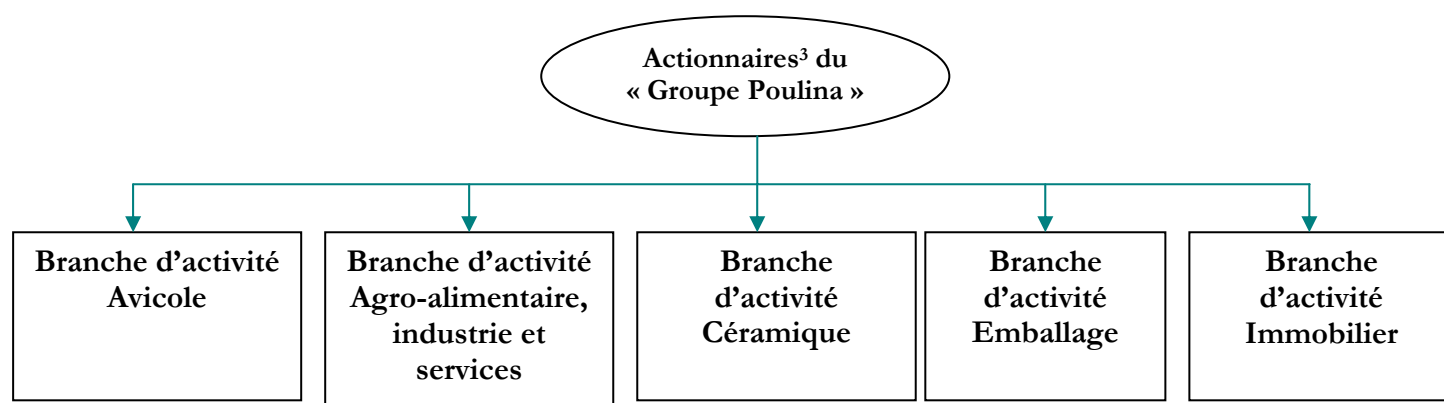 Actionnaires³ du
« Groupe Poulina »
Branche d'activité
Avicole
Branche d'activité
Agro-alimentaire,
industrie et
services
Branche
d'activité
Céramique
Branche
d'activité
Emballage
Branche
d'activité
Immobilier